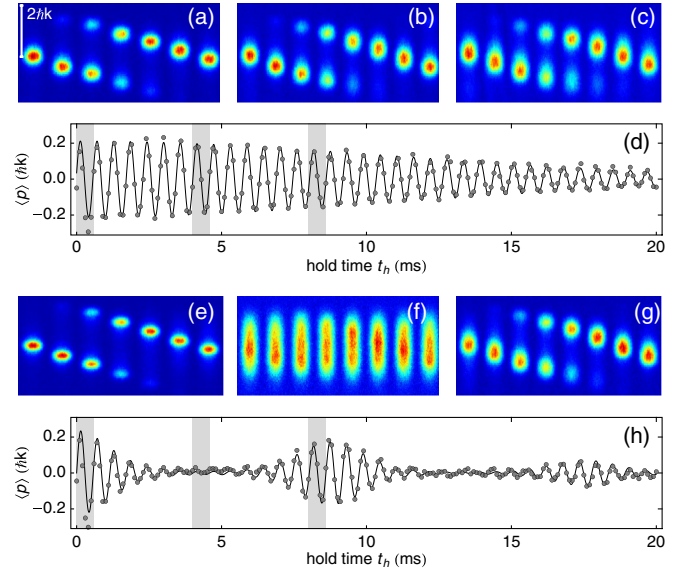 2ħk
(a)
(b)
(c)
(d)
⟨p⟩ (ħk)
0.2
0.0
−0.2
0
5
10
15
20
hold time t_h (ms)
(e)
(f)
(g)
(h)
⟨p⟩ (ħk)
0.2
0.0
−0.2
0
5
10
15
20
hold time t_h (ms)